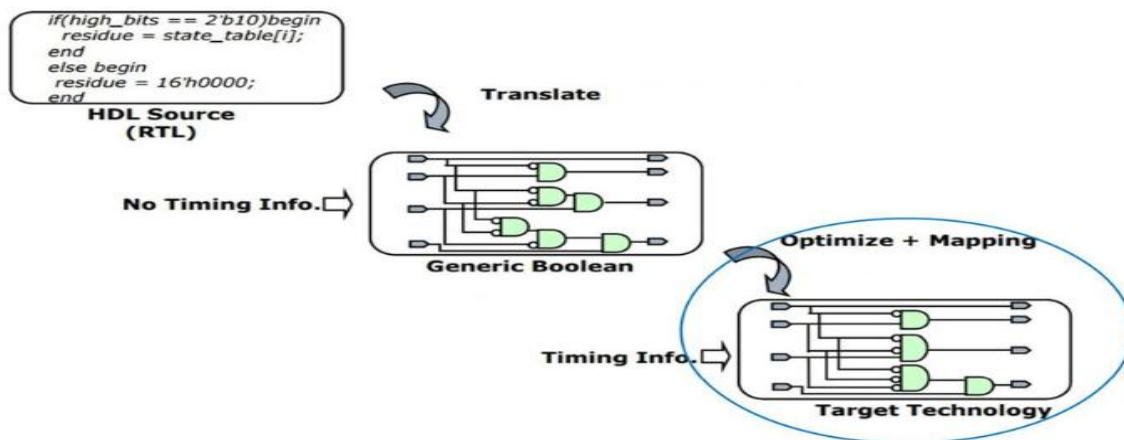 if(high_bits == 2'b10)begin
residue = state_table[i];
end
else begin
residue = 16'h0000;
end
HDL Source
(RTL)
Translate
No Timing Info.
Generic Boolean
Optimize + Mapping
Timing Info.
Target Technology